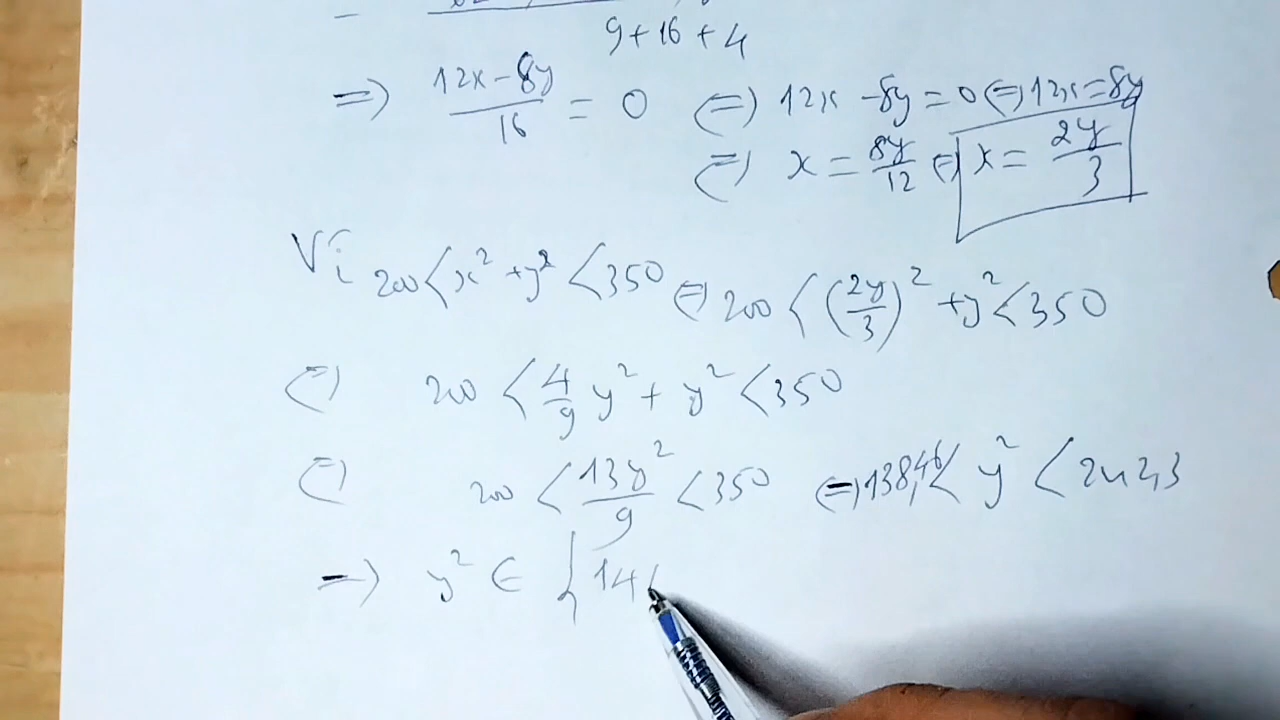 9+16+4
=> (12x-8y)/16 = 0 (=) 12x -8y = 0 (=) 12x = 8y
(=) x = 8y/12 (=) x = 2y/3
Vì 200 < x² + y² < 350 (=) 200 < (2y/3)² + y² < 350
(=) 200 < 4/9 y² + y² < 350
(=) 200 < 13y²/9 < 350 (=) 138,46 < y² < 242,3
=> y² ∈ { 144